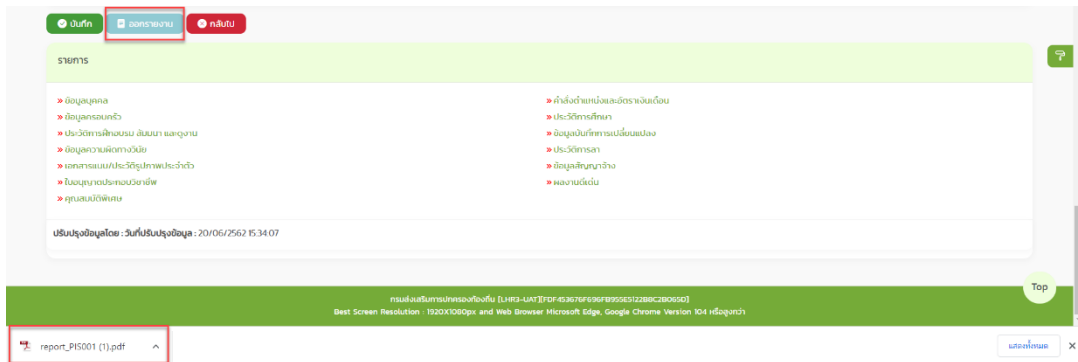 บันทึก
ออกรายงาน
กลับไป
รายการ
» ข้อมูลบุคคล
» ข้อมูลครอบครัว
» ประวัติการฝึกอบรม สัมมนา และดูงาน
» ข้อมูลความผิดทางวินัย
» เอกสารแนบ/ประวัติรูปภาพประจำตัว
» ใบอนุญาตประกอบวิชาชีพ
» คุณสมบัติพิเศษ
» คำสั่งตำแหน่งและอัตราเงินเดือน
» ประวัติการศึกษา
» ข้อมูลบันทึกการเปลี่ยนแปลง
» ประวัติการลา
» ข้อมูลสัญญาจ้าง
» ผลงานดีเด่น
ปรับปรุงข้อมูลโดย : วันที่ปรับปรุงข้อมูล : 20/06/2562 15:34:07
Top
กรมส่งเสริมการปกครองท้องถิ่น [LHR3-UAT]
Best Screen Resolution : 1920X1080px and Web Browser Microsoft Edge, Google Chrome Version 104 หรือสูงกว่า
report_PIS001 (1).pdf
แสดงทั้งหมด